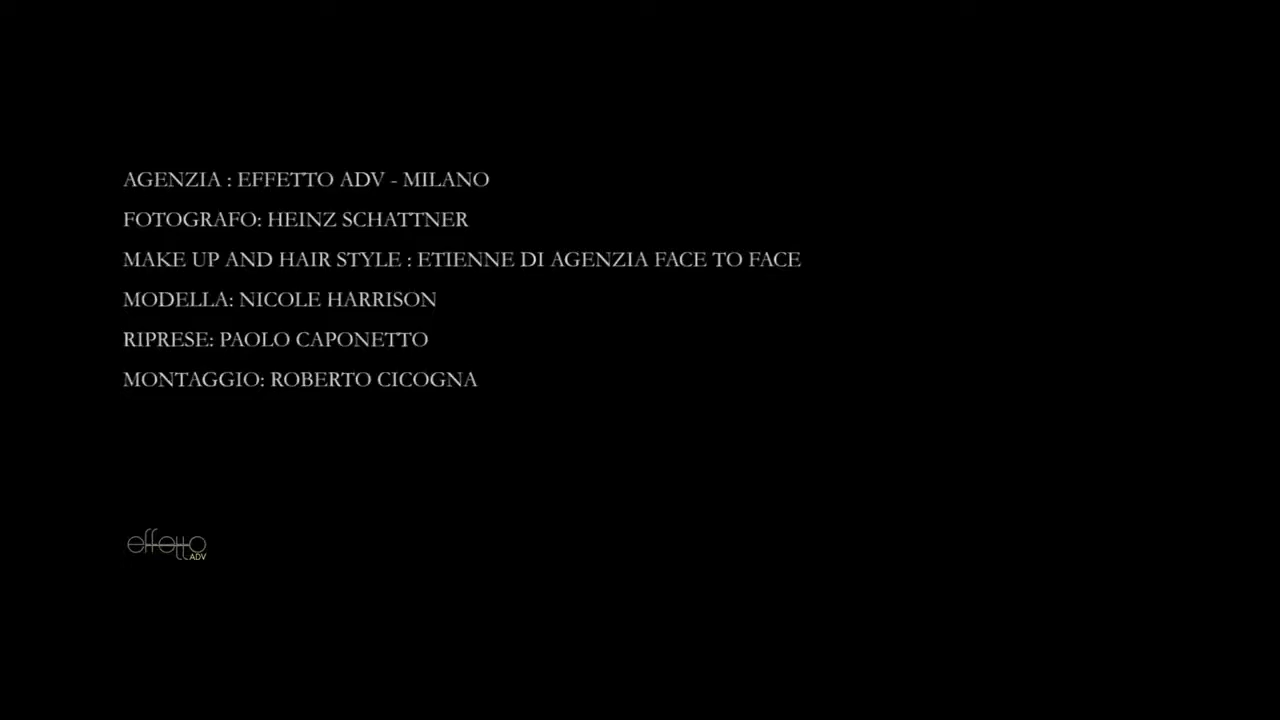 AGENZIA : EFFETTO ADV - MILANO
FOTOGRAFO: HEINZ SCHATTNER
MAKE UP AND HAIR STYLE : ETIENNE DI AGENZIA FACE TO FACE
MODELLA: NICOLE HARRISON
RIPRESE: PAOLO CAPONETTO
MONTAGGIO: ROBERTO CICOGNA
effetto
ADV